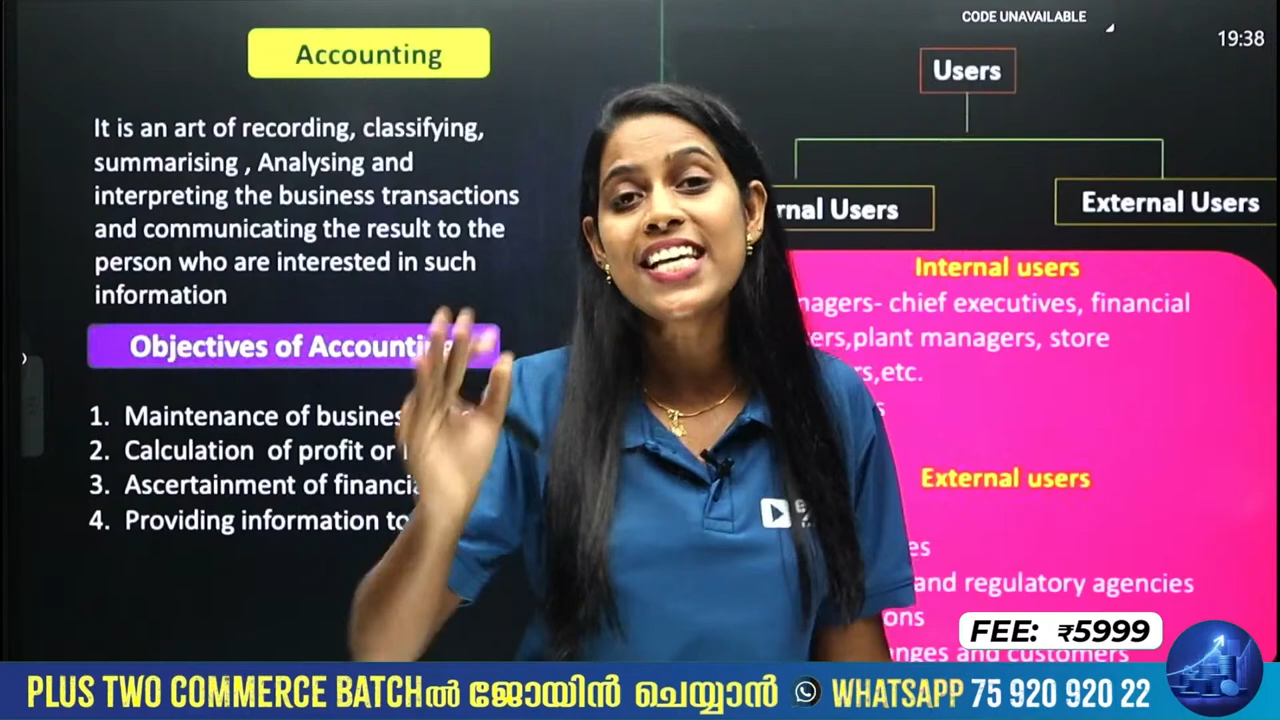 CODE UNAVAILABLE
19:38
Accounting
It is an art of recording, classifying,
summarising , Analysing and
interpreting the business transactions
and communicating the result to the
person who are interested in such
information
Objectives of Accounting
1. Maintenance of busines
2. Calculation of profit or
3. Ascertainment of financia
4. Providing information to
Users
rnal Users
External Users
Internal users
nagers- chief executives, financial
ers,plant managers, store
rs,etc.
s
External users
es
and regulatory agencies
ons
anges and customers
FEE: ₹5999
PLUS TWO COMMERCE BATCHൽ ജോയിൻ ചെയ്യാൻ WHATSAPP 75 920 920 22